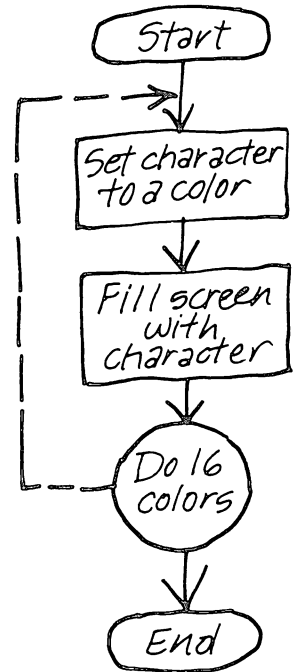 Start
Set character
to a color
Fill screen
with
character
Do 16
colors
End